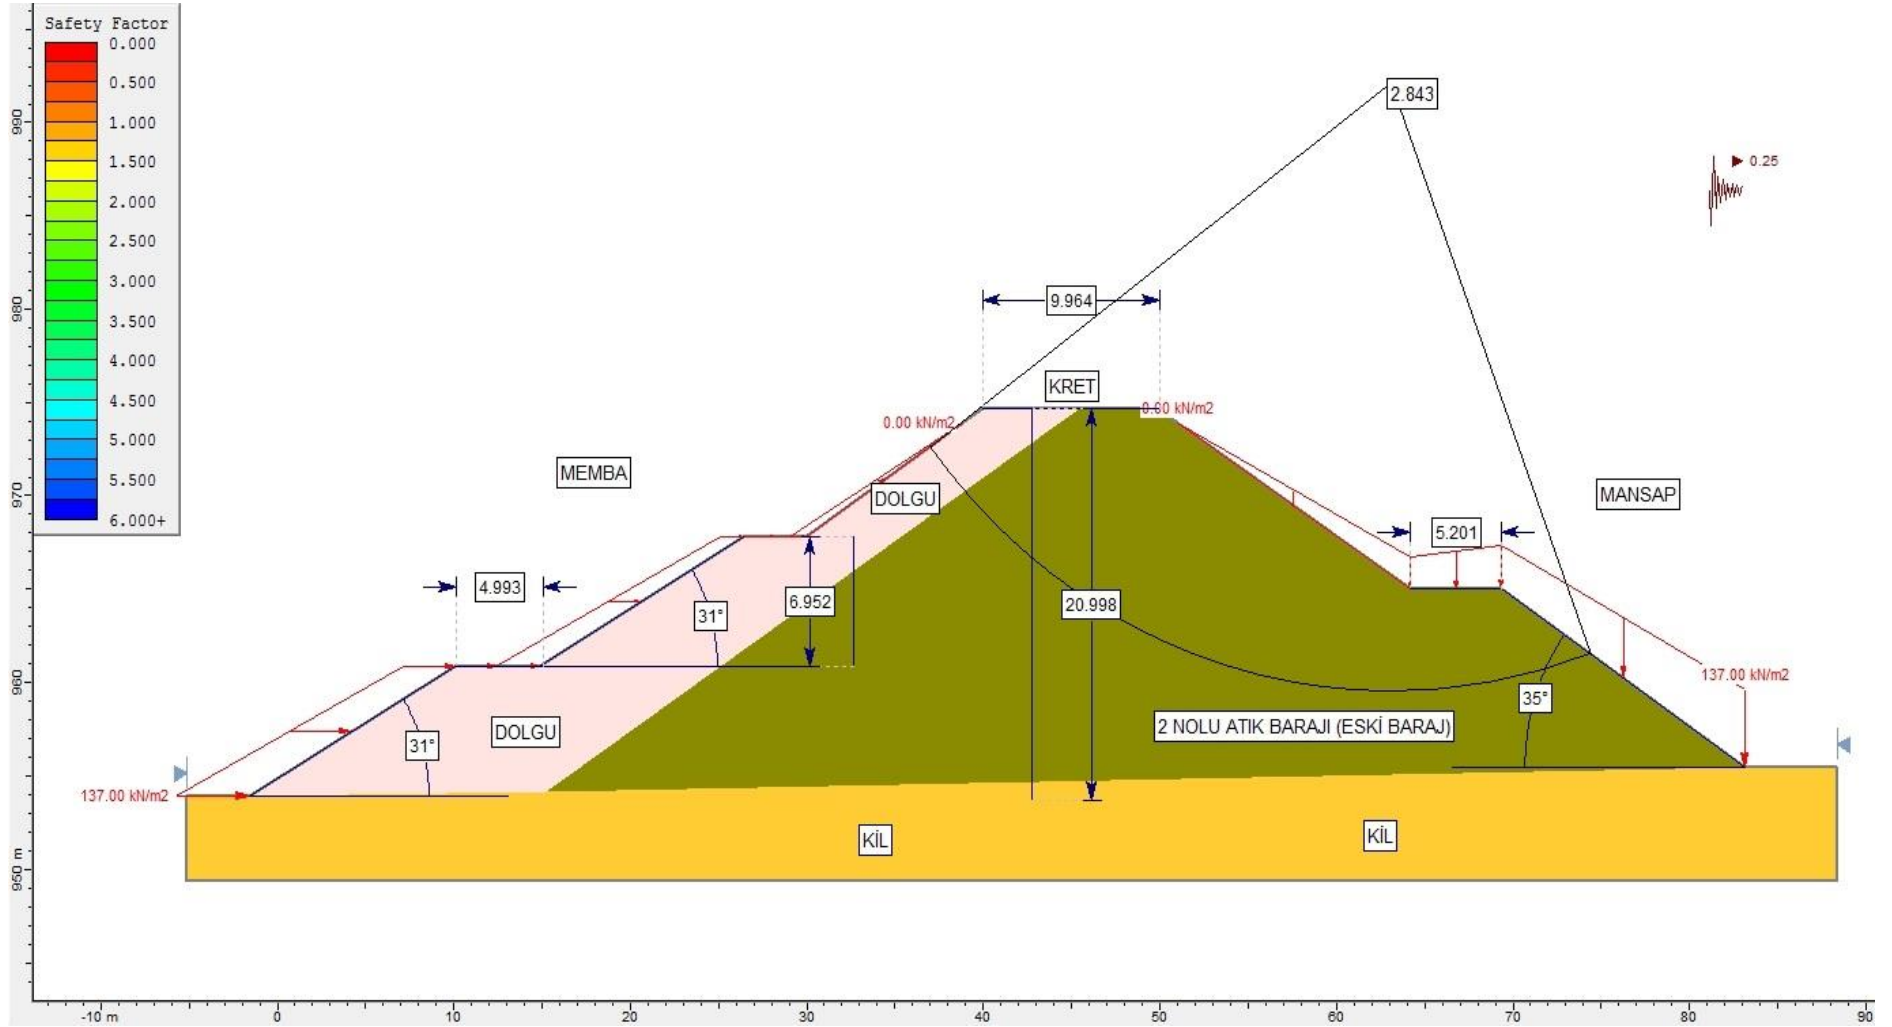 Safety Factor
0.000
0.500
1.000
1.500
2.000
2.500
3.000
3.500
4.000
4.500
5.000
5.500
6.000+
990
980
970
960
950 m
2.843
0.25
9.964
KRET
0.00 kN/m2
0.00 kN/m2
MEMBA
DOLGU
MANSAP
5.201
4.993
31°
6.952
20.998
137.00 kN/m2
35°
31°
DOLGU
2 NOLU ATIK BARAJI (ESKİ BARAJ)
137.00 kN/m2
KİL
KİL
-10 m
0
10
20
30
40
50
60
70
80
90